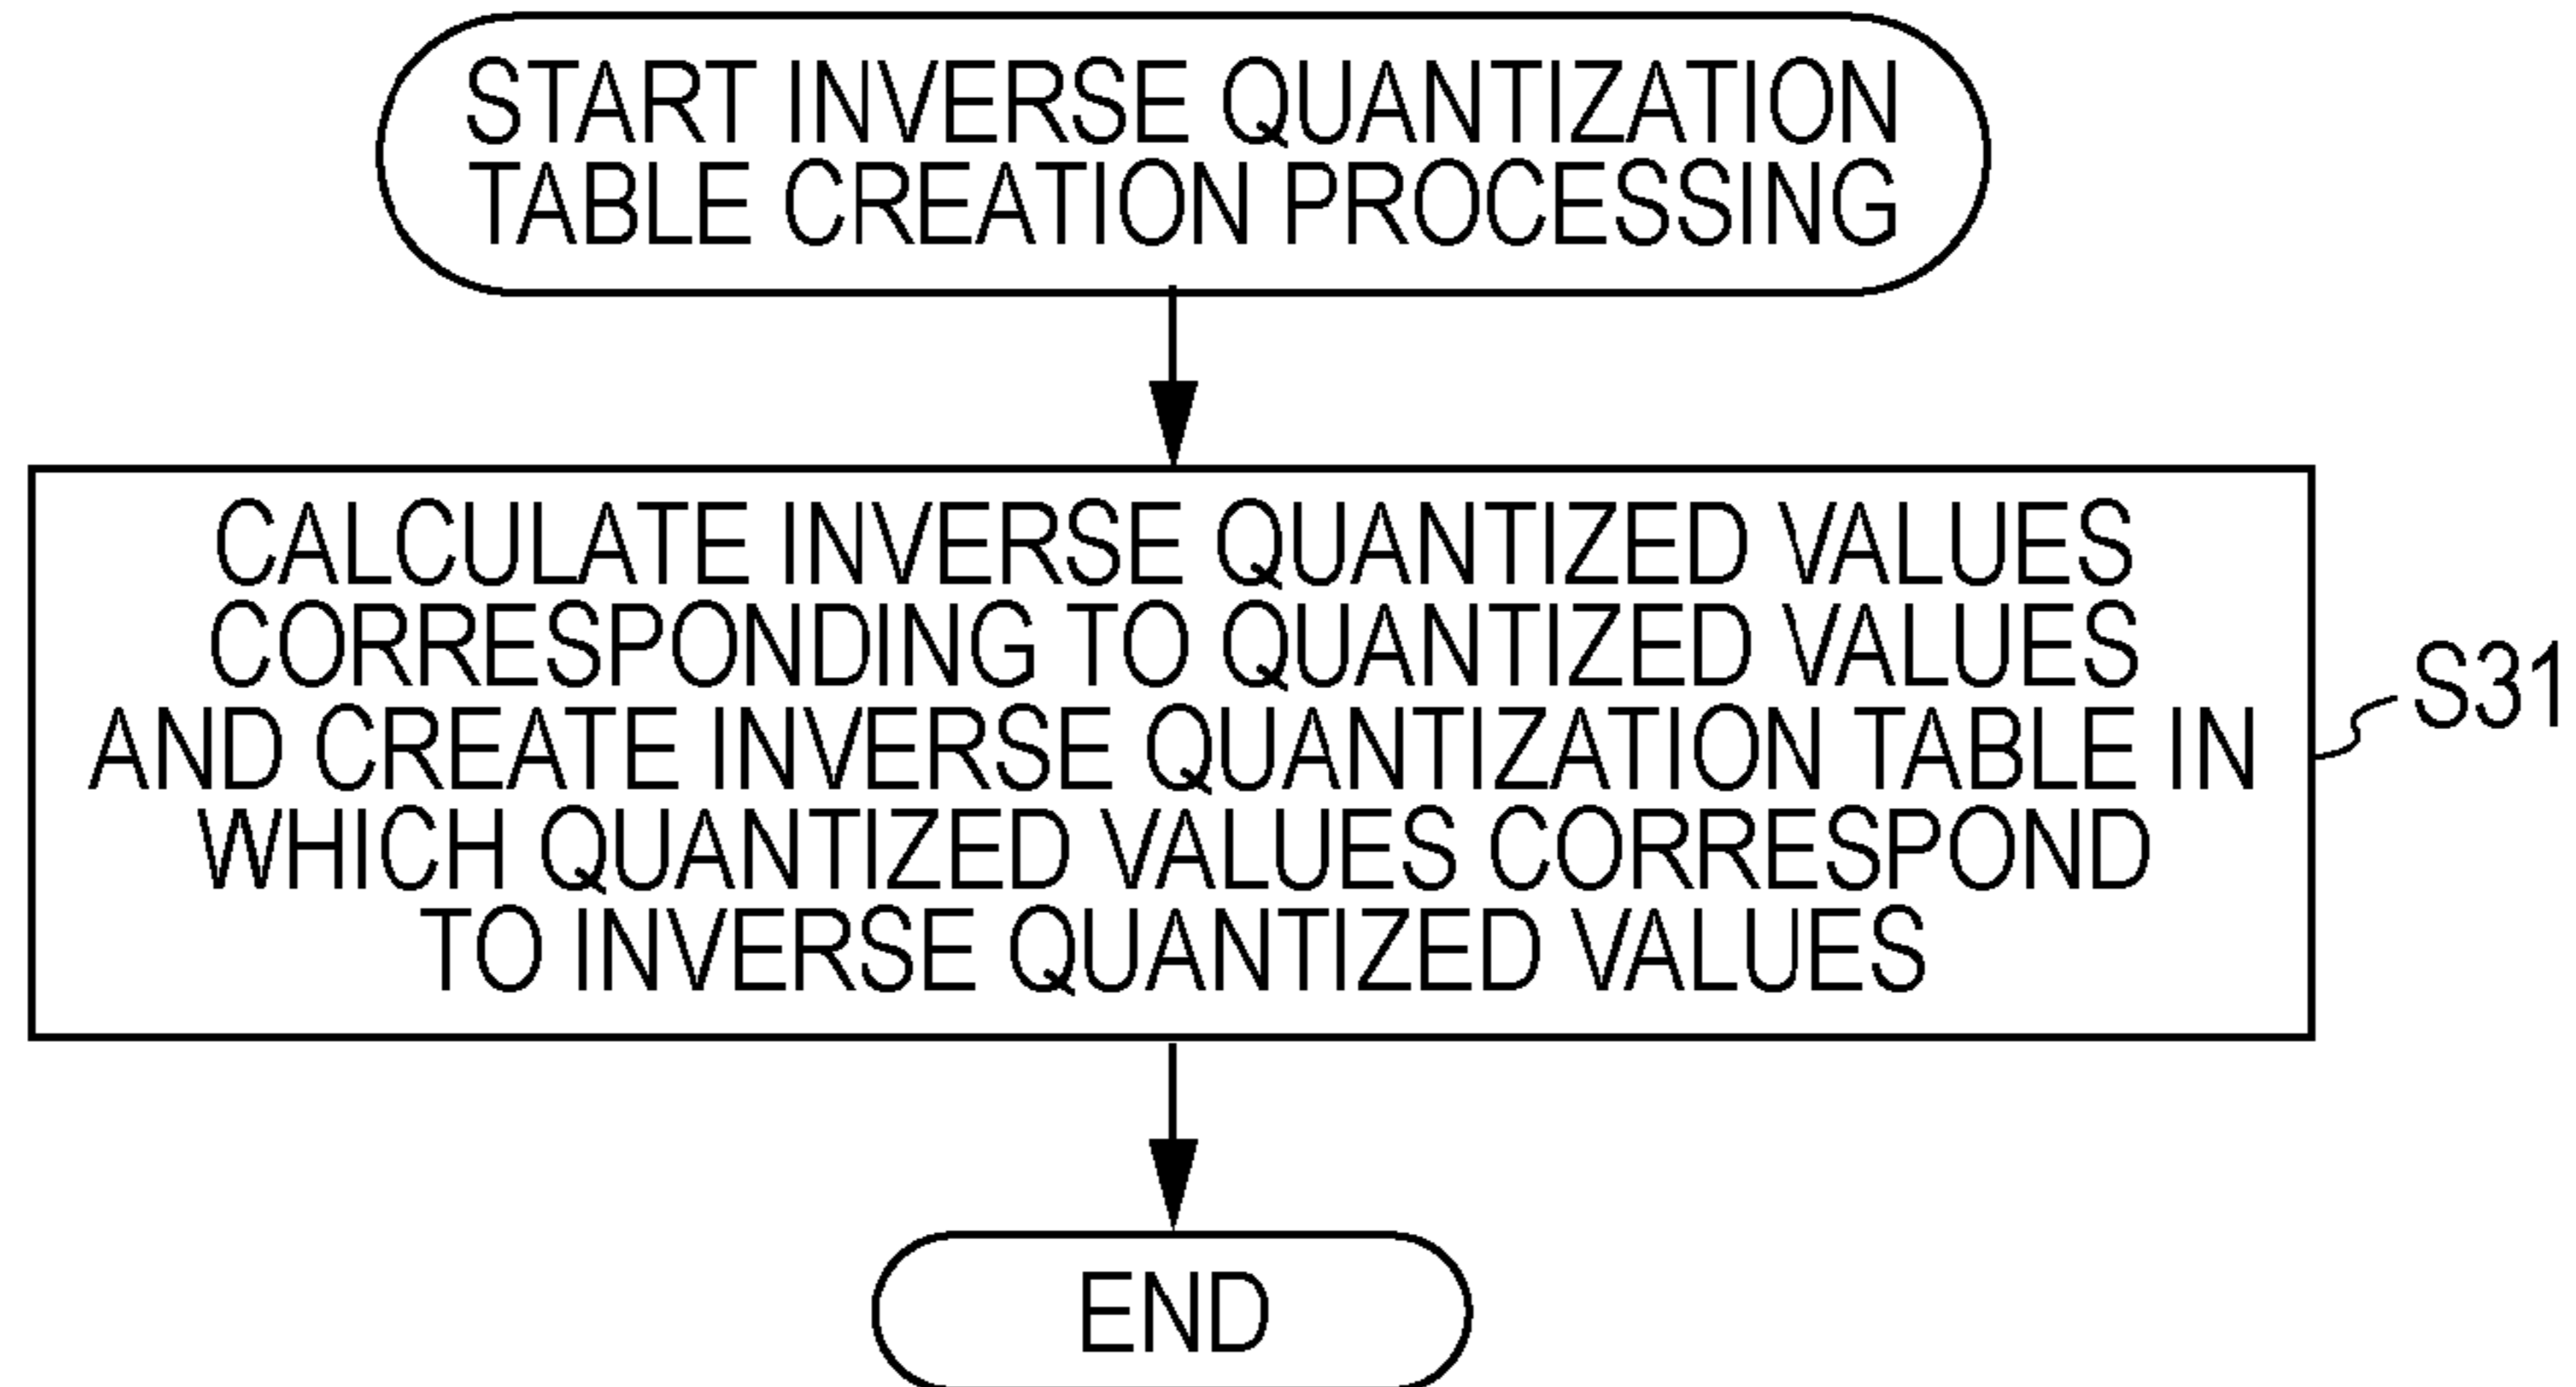 START INVERSE QUANTIZATION
TABLE CREATION PROCESSING
CALCULATE INVERSE QUANTIZED VALUES
CORRESPONDING TO QUANTIZED VALUES
AND CREATE INVERSE QUANTIZATION TABLE IN
WHICH QUANTIZED VALUES CORRESPOND
TO INVERSE QUANTIZED VALUES
S31
END